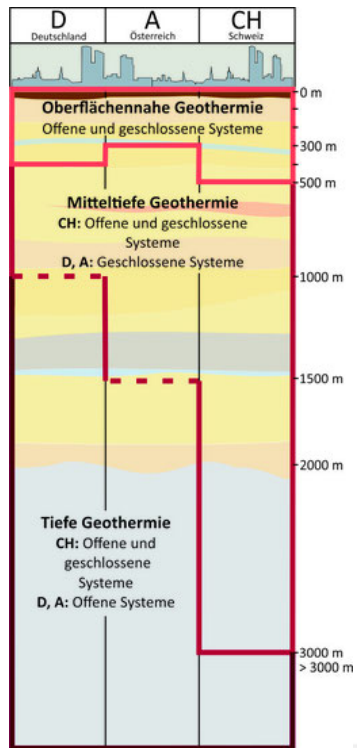 D
A
CH
Deutschland
Österreich
Schweiz
0 m
Oberflächennahe Geothermie
Offene und geschlossene Systeme
300 m
500 m
Mitteltiefe Geothermie
CH: Offene und geschlossene
Systeme
D, A: Geschlossene Systeme
1000 m
1500 m
2000 m
Tiefe Geothermie
CH: Offene und
geschlossene
Systeme
D, A: Offene Systeme
3000 m
> 3000 m